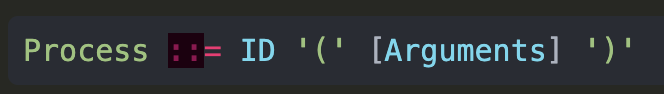 Process ::= ID '(' [Arguments] ')'